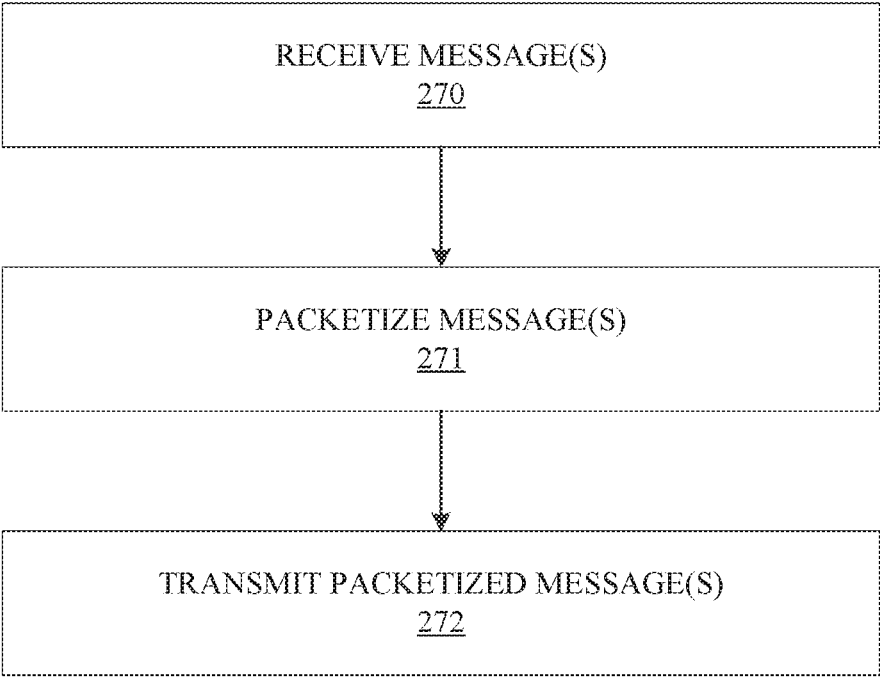 RECEIVE MESSAGE(S)
270
PACKETIZE MESSAGE(S)
271
TRANSMIT PACKETIZED MESSAGE(S)
272